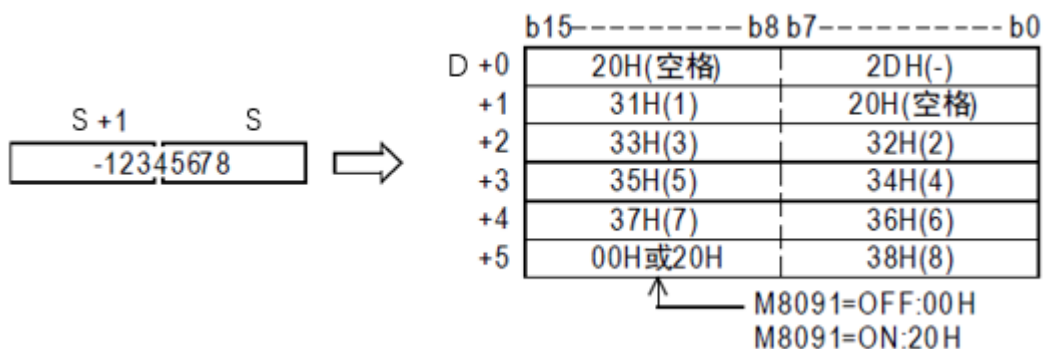 b15----------b8 b7----------b0
D +0 20H(空格) 2DH(-)
+1 31H(1) 20H(空格)
S +1 S
+2 33H(3) 32H(2)
-12345678
+3 35H(5) 34H(4)
+4 37H(7) 36H(6)
+5 00H或20H 38H(8)
M8091=OFF:00H
M8091=ON:20H